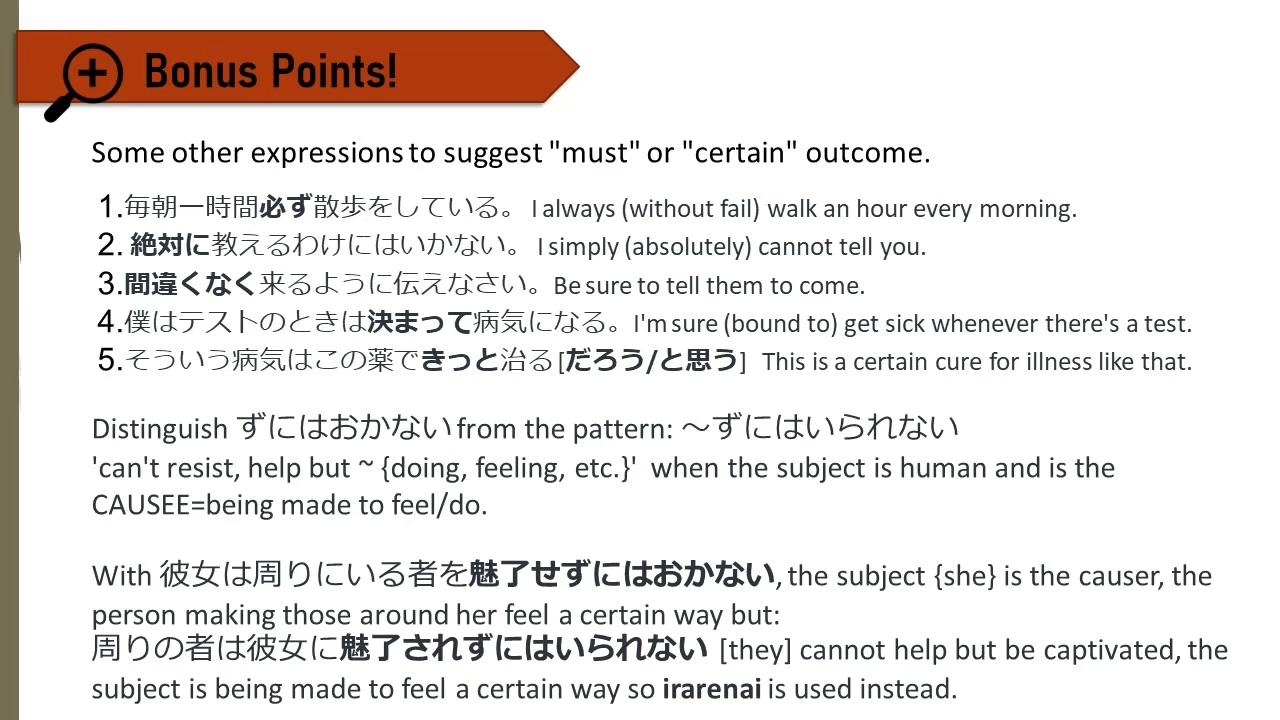 Bonus Points!
Some other expressions to suggest "must" or "certain" outcome.
1.毎朝一時間必ず散歩をしている。 I always (without fail) walk an hour every morning.
2. 絶対に教えるわけにはいかない。 I simply (absolutely) cannot tell you.
3.間違くなく来るように伝えなさい。Be sure to tell them to come.
4.僕はテストのときは決まって病気になる。I'm sure (bound to) get sick whenever there's a test.
5.そういう病気はこの薬できっと治る[だろう/と思う] This is a certain cure for illness like that.
Distinguish ずにはおかない from the pattern: ～ずにはいられない
'can't resist, help but ~ {doing, feeling, etc.}' when the subject is human and is the
CAUSEE=being made to feel/do.
With 彼女は周りにいる者を魅了せずにはおかない, the subject {she} is the causer, the
person making those around her feel a certain way but:
周りの者は彼女に魅了されずにはいられない [they] cannot help but be captivated, the
subject is being made to feel a certain way so irarenai is used instead.